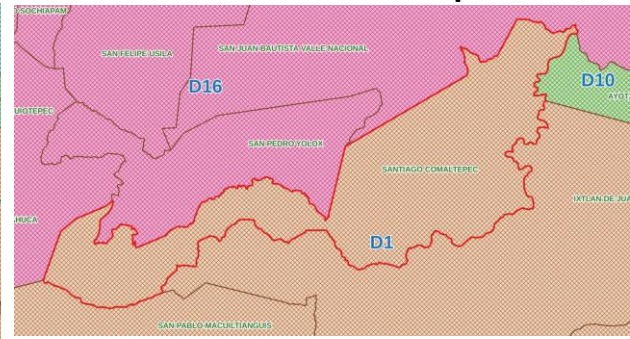 SOCHIAPAM
SAN FELIPE USILA
SAN JUAN BAUTISTA VALLE NACIONAL
D16
D10
UIOTEPEC
SAN PEDRO YOLOX
SANTIAGO COMALTEPEC
IXTLAN DE JUA
HUCA
D1
SAN PABLO MACUILTIANGUIS